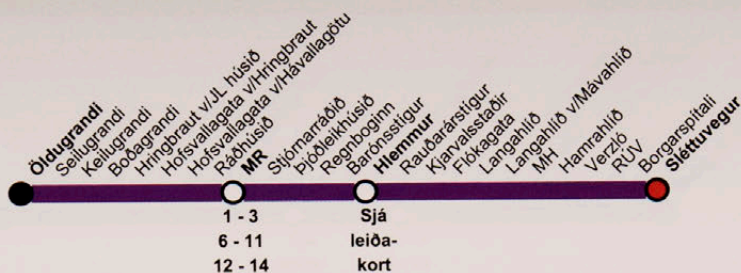 Öldugrandi
Seilugrandi
Keilugrandi
Boðagrandi
Hringbraut v/JL húsið
Hofsvallagata v/Hringbraut
Hofsvallagata v/Hávallagötu
Ráðhúsið
MR
Stjórnarráðið
Þjóðleikhúsið
Regnboginn
Barónsstígur
Hlemmur
Rauðarárstígur
Kjarvalsstaðir
Flókagata
Langahlíð
Langahlíð v/Mávahlíð
MH
Hamrahlíð
Verzló
RÚV
Borgarspítali
Sléttuvegur
1 - 3
6 - 11
12 - 14
Sjá
leiða-
kort